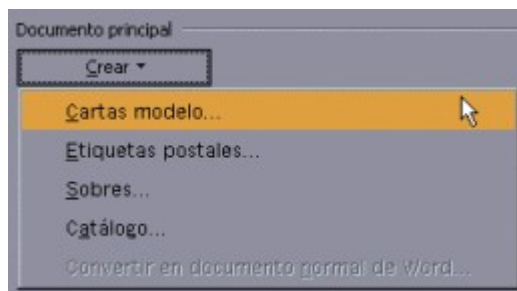 Documento principal
Crear
Cartas modelo...
Etiquetas postales...
Sobres...
Catálogo...
Convertir en documento normal de Word...